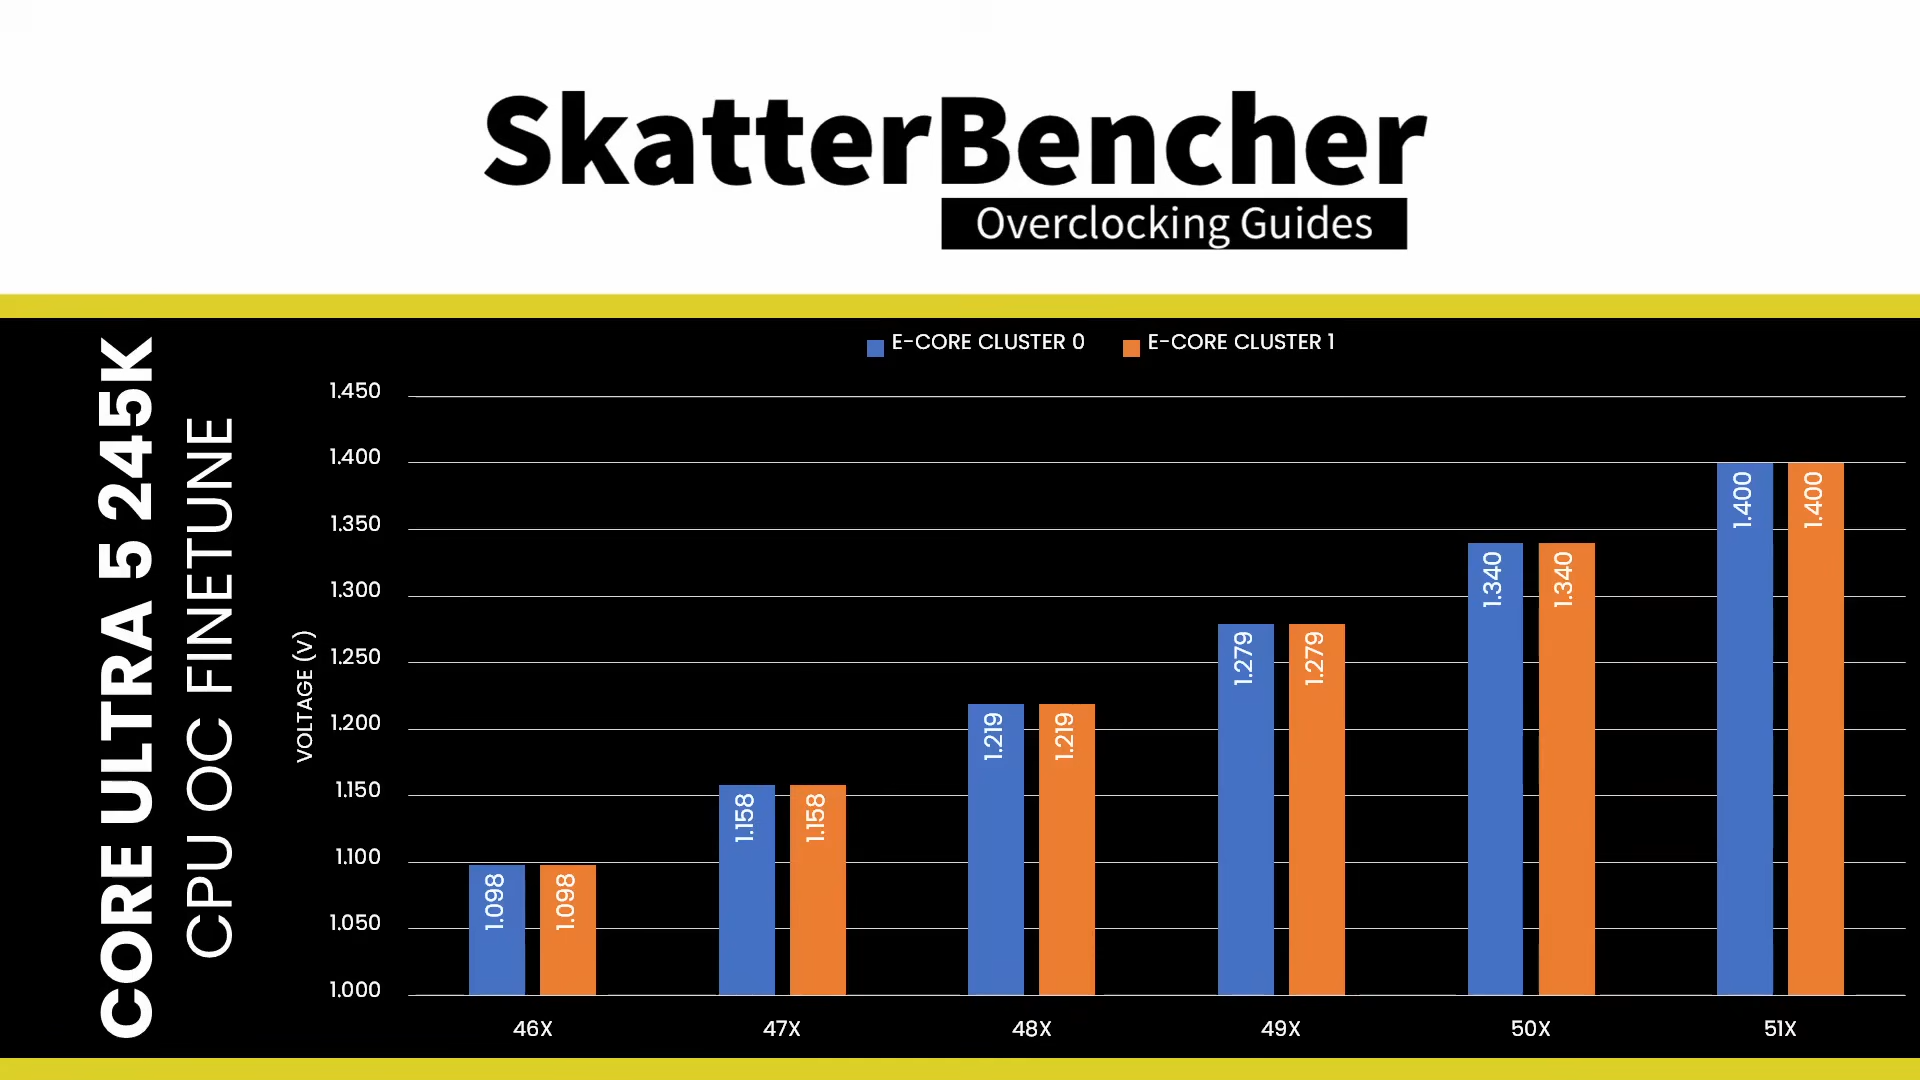 SkatterBencher
Overclocking Guides
CORE ULTRA 5 245K
CPU OC FINETUNE
E-CORE CLUSTER 0
E-CORE CLUSTER 1
VOLTAGE (V)
1.450
1.400
1.350
1.300
1.250
1.200
1.150
1.100
1.050
1.000
1.098
1.098
1.158
1.158
1.219
1.219
1.279
1.279
1.340
1.340
1.400
1.400
46X
47X
48X
49X
50X
51X